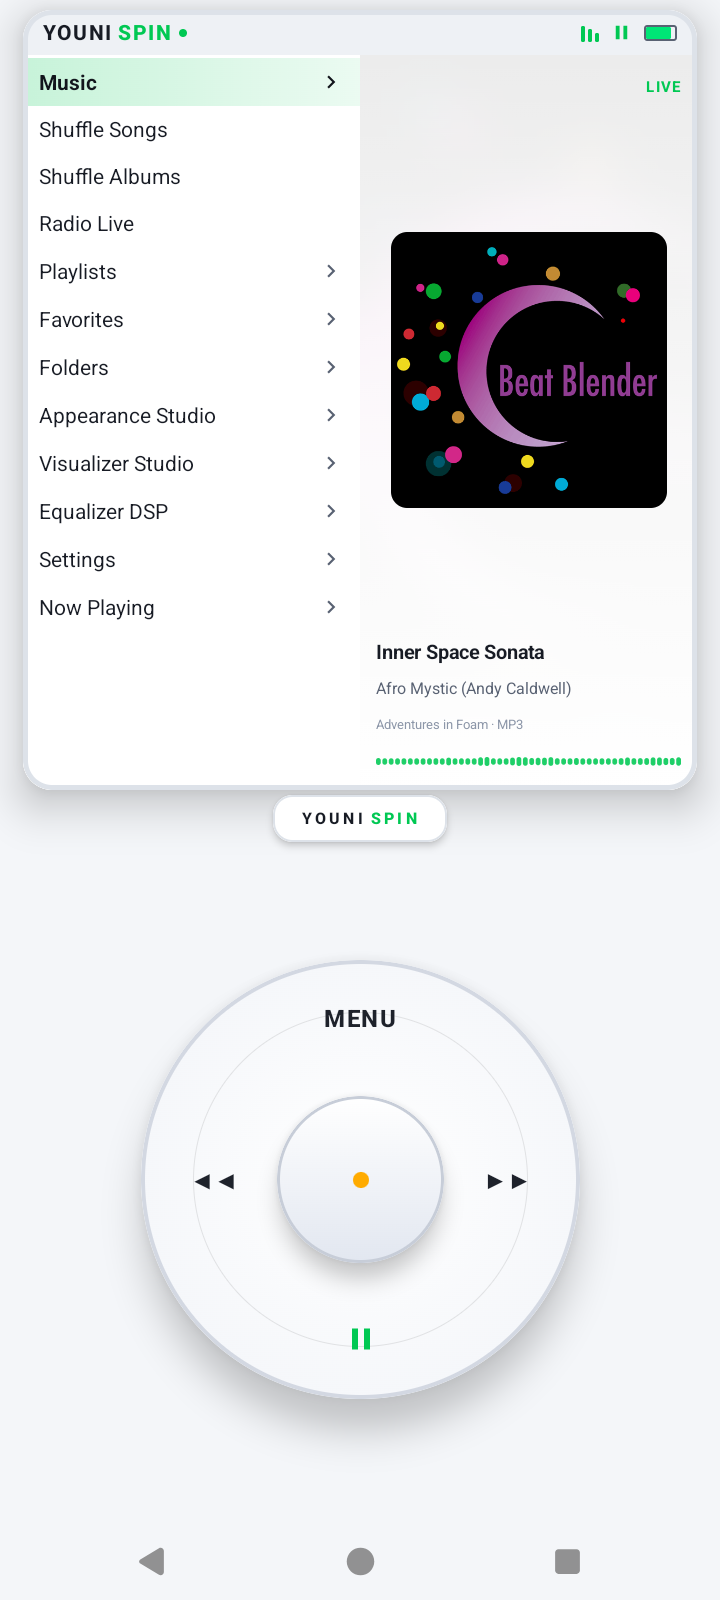 YOUNI SPIN
Music
Shuffle Songs
Shuffle Albums
Radio Live
Playlists
Favorites
Folders
Appearance Studio
Visualizer Studio
Equalizer DSP
Settings
Now Playing
LIVE
Beat Blender
Inner Space Sonata
Afro Mystic (Andy Caldwell)
Adventures in Foam · MP3
YOUNI SPIN
MENU